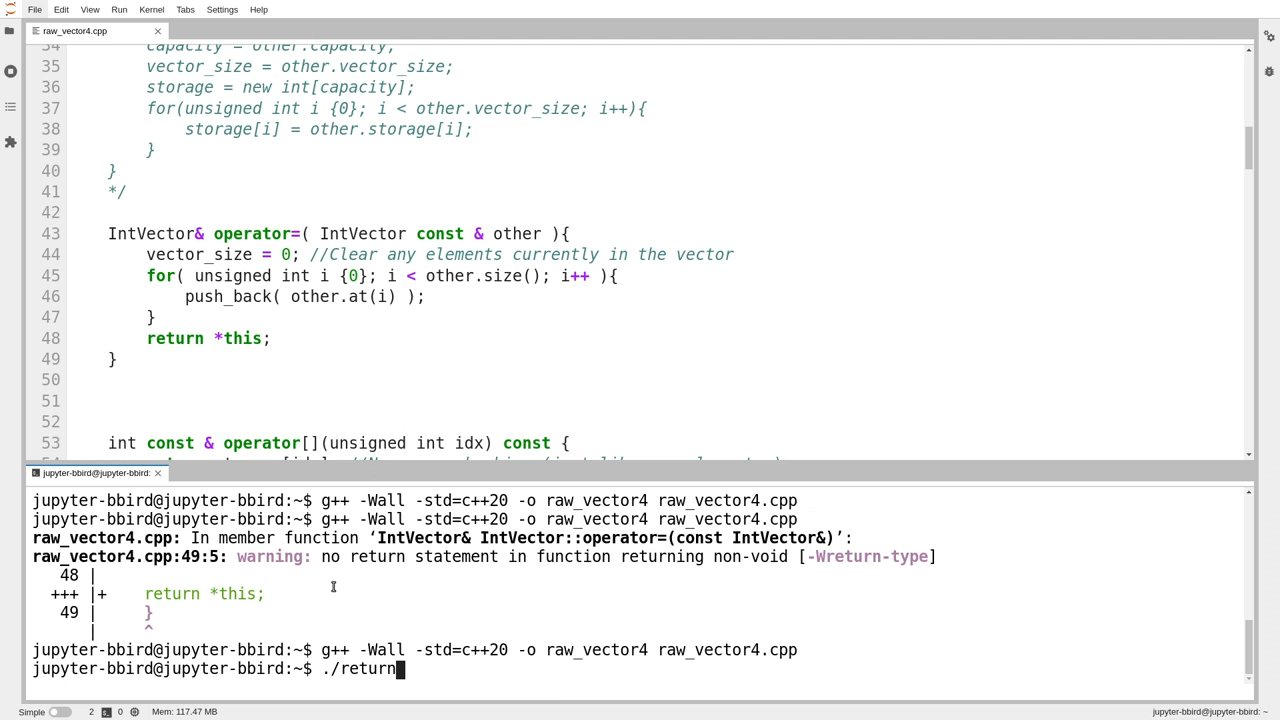 File Edit View Run Kernel Tabs Settings Help
raw_vector4.cpp
34 capacity = other.capacity;
35 vector_size = other.vector_size;
36 storage = new int[capacity];
37 for(unsigned int i {0}; i < other.vector_size; i++){
38 storage[i] = other.storage[i];
39 }
40 }
41 */
42
43 IntVector& operator=( IntVector const & other ){
44 vector_size = 0; //Clear any elements currently in the vector
45 for( unsigned int i {0}; i < other.size(); i++ ){
46 push_back( other.at(i) );
47 }
48 return *this;
49 }
50
51
52
53 int const & operator[](unsigned int idx) const {
jupyter-bbird@jupyter-bbird:
jupyter-bbird@jupyter-bbird:~$ g++ -Wall -std=c++20 -o raw_vector4 raw_vector4.cpp
jupyter-bbird@jupyter-bbird:~$ g++ -Wall -std=c++20 -o raw_vector4 raw_vector4.cpp
raw_vector4.cpp: In member function ‘IntVector& IntVector::operator=(const IntVector&)’:
raw_vector4.cpp:49:5: warning: no return statement in function returning non-void [-Wreturn-type]
48 |
+++ |+ return *this;
49 | }
| ^
jupyter-bbird@jupyter-bbird:~$ g++ -Wall -std=c++20 -o raw_vector4 raw_vector4.cpp
jupyter-bbird@jupyter-bbird:~$ ./return
Simple 2 0 Mem: 117.47 MB jupyter-bbird@jupyter-bbird: ~